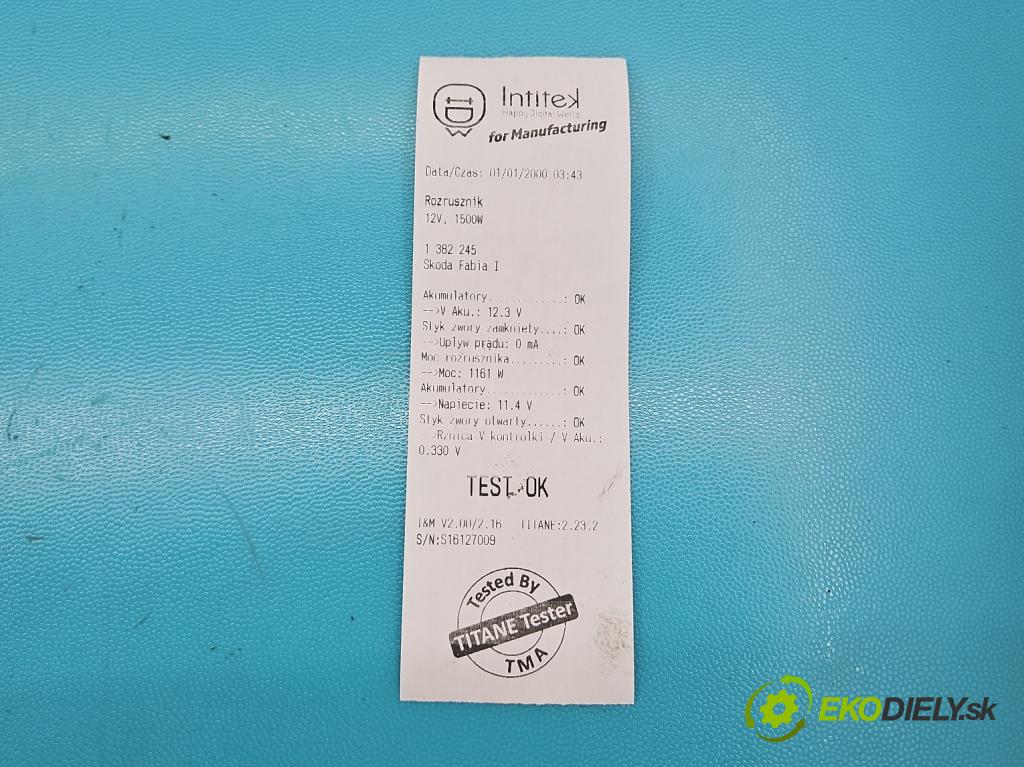 Intitek
Happy Digital World
for Manufacturing
Data/Czas: 01/01/2000 03:43
Rozrusznik
12V, 1500W
1 382 245
Skoda Fabia I
Akumulatory............: OK
-->V Aku.: 12.3 V
Styk zwory zamkniety....: OK
-->Uplyw prądu: 0 mA
Moc rozrusznika.........: OK
-->Moc: 1161 W
Akumulatory............: OK
-->Napiecie: 11.4 V
Styk zwory otwarty......: OK
-->Rznica V kontrolki / V Aku.:
0.330 V
TEST OK
I&M V2.00/2.16 TITANE:2.23.2
S/N:S16127009
Tested By
TITANE Tester
TMA
EKODIELY.sk